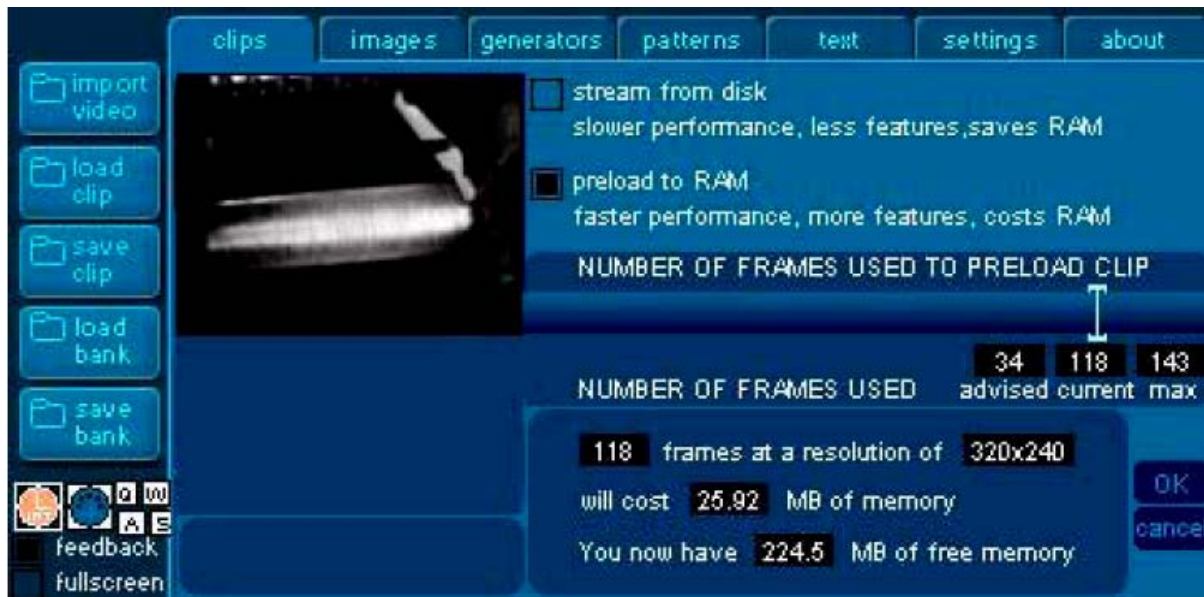 clips images generators patterns text settings about
import
video
load
clip
save
clip
load
bank
save
bank
Q W
A S
feedback
fullscreen
stream from disk
slower performance, less features,saves RAM
preload to RAM
faster performance, more features, costs RAM
NUMBER OF FRAMES USED TO PRELOAD CLIP
34 118 143
NUMBER OF FRAMES USED advised current max
118 frames at a resolution of 320x240
will cost 25.92 MB of memory
You now have 224.5 MB of free memory
OK
cance